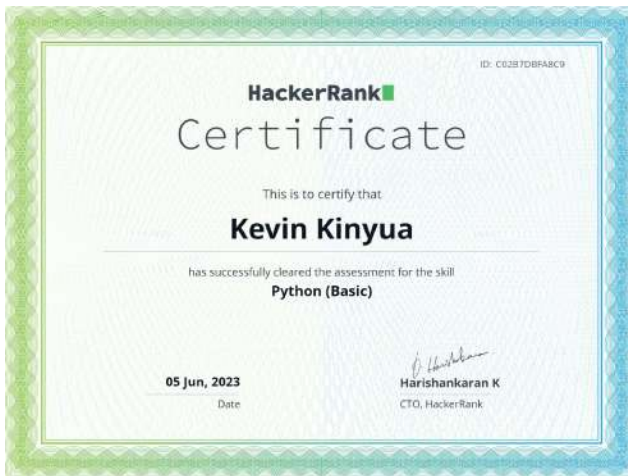 ID: C02B7DBFA8C9
HackerRank
Certificate
This is to certify that
Kevin Kinyua
has successfully cleared the assessment for the skill
Python (Basic)
05 Jun, 2023
Date
Harishankaran K
CTO, HackerRank